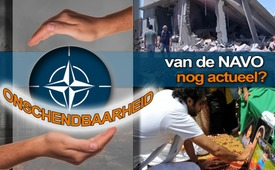 ONSCHENDBAARHEID
van de NAVO
nog actueel?